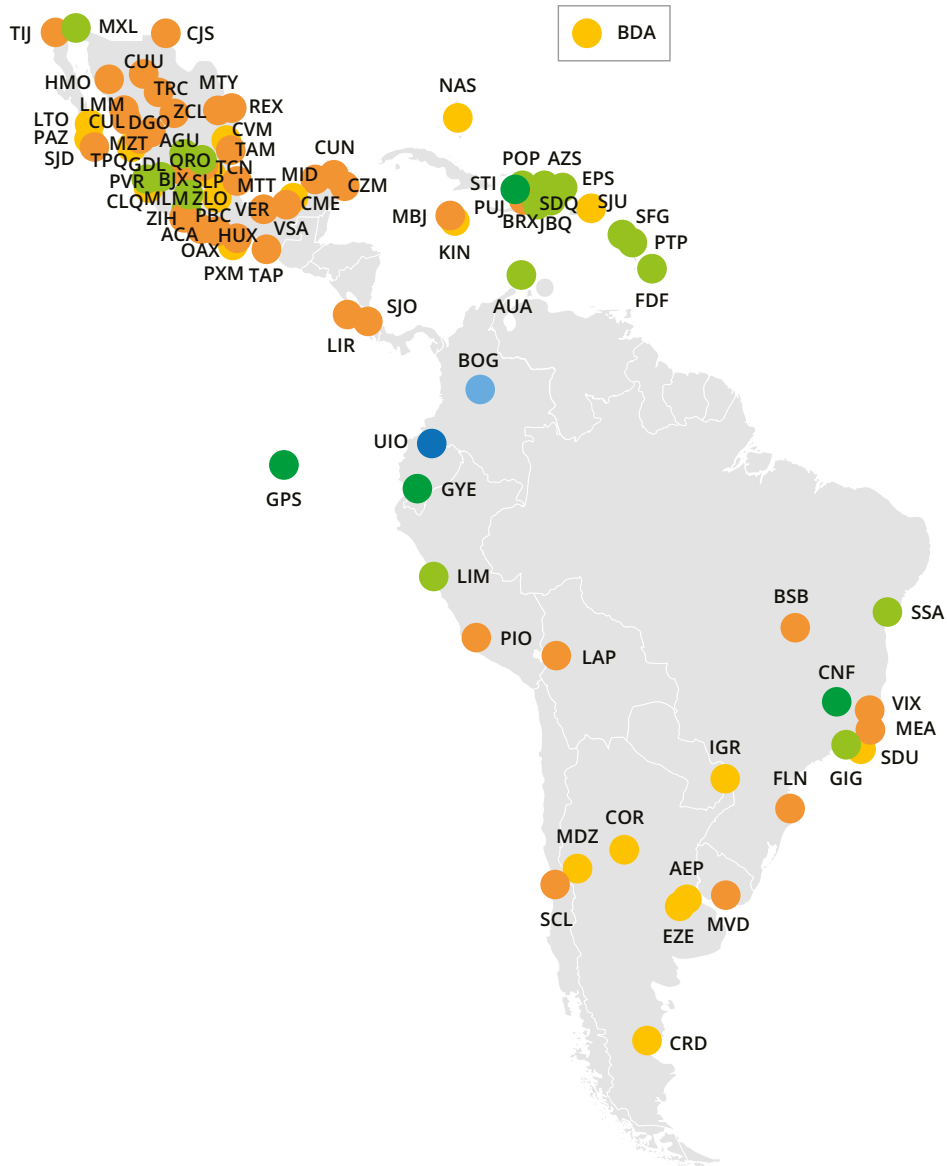 BDA
TIJ
MXL
CJS
CUU
HMO
TRC
MTY
NAS
LMM
ZCL
REX
LTO
CUL
DGO
CVM
PAZ
MZT
AGU
TAM
SJD
TPQ
GDL
QRO
TCN
CUN
MID
POP
AZS
PVR
BJX
SLP
MTT
CZM
STI
EPS
CLQ
MLM
ZLO
CME
PUJ
SDQ
SJU
ZIH
PBC
VER
MBJ
BRX
JBQ
SFG
ACA
HUX
VSA
KIN
PTP
OAX
PXM
TAP
FDF
AUA
SJO
LIR
BOG
UIO
GPS
GYE
LIM
BSB
SSA
PIO
LAP
CNF
VIX
MEA
IGR
SDU
GIG
FLN
COR
MDZ
AEP
SCL
MVD
EZE
CRD